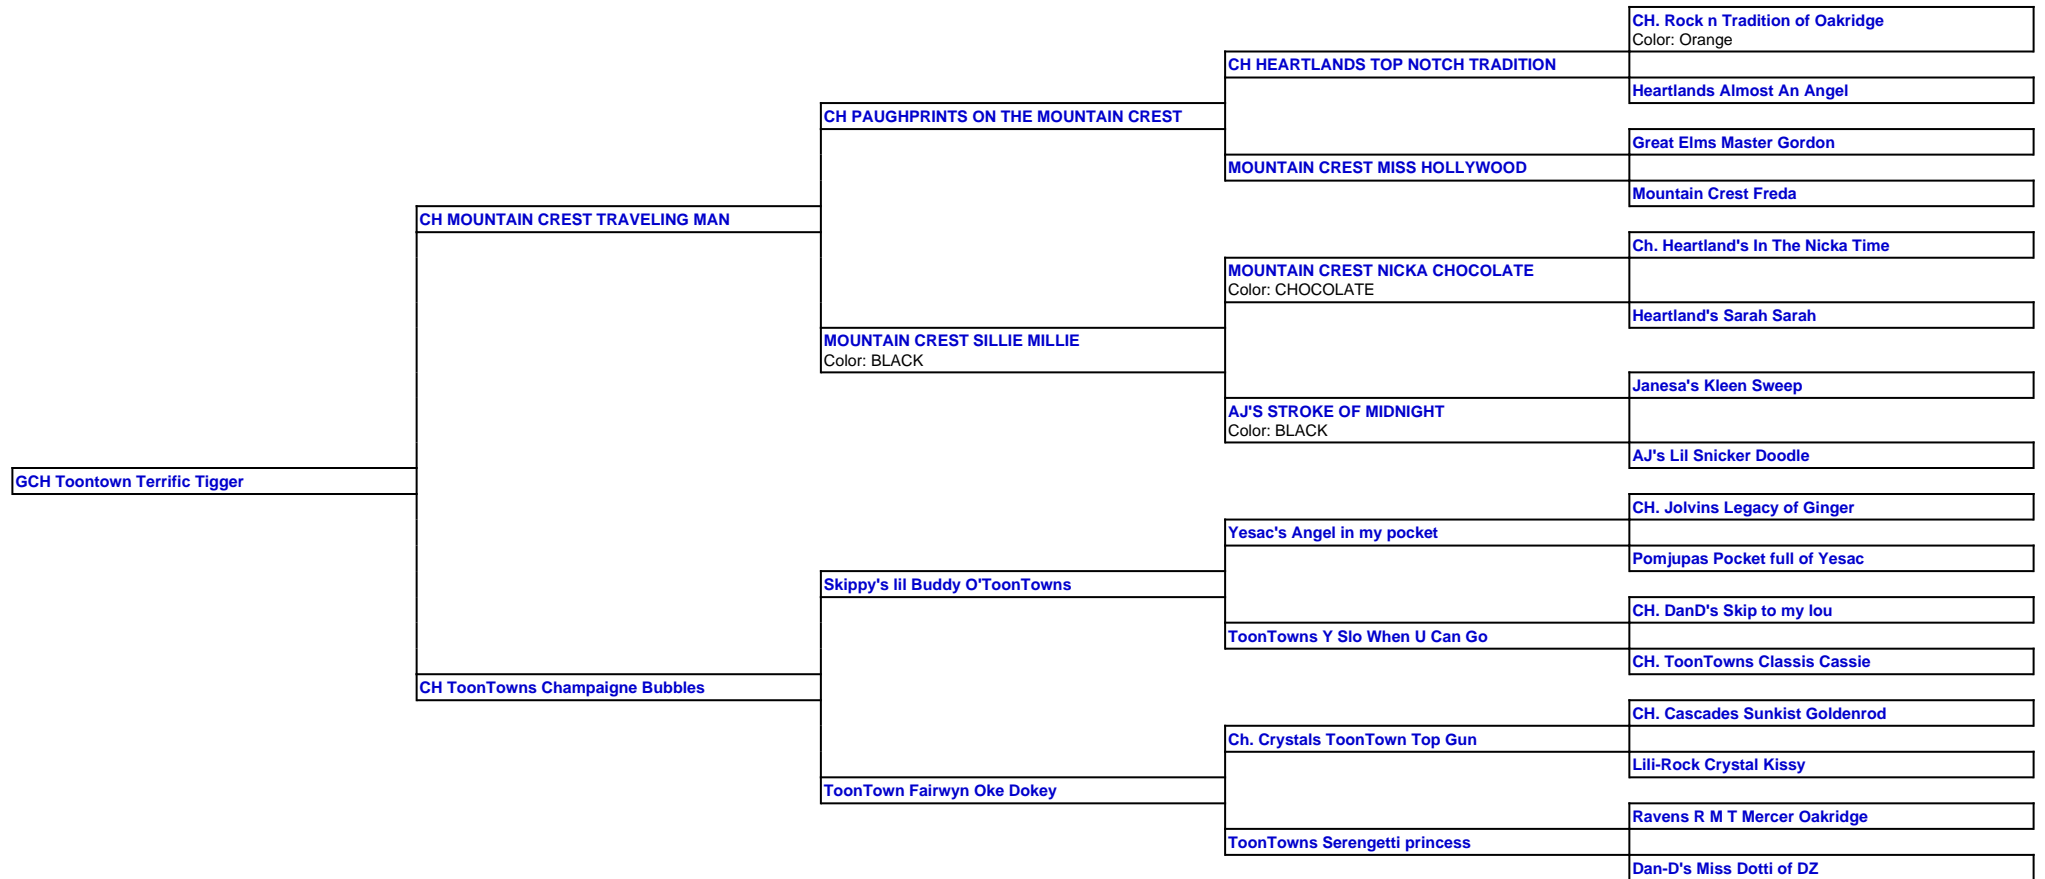 CH. Rock n Tradition of Oakridge
Color: Orange
CH HEARTLANDS TOP NOTCH TRADITION
Heartlands Almost An Angel
CH PAUGHPRINTS ON THE MOUNTAIN CREST
Great Elms Master Gordon
MOUNTAIN CREST MISS HOLLYWOOD
Mountain Crest Freda
CH MOUNTAIN CREST TRAVELING MAN
Ch. Heartland's In The Nicka Time
MOUNTAIN CREST NICKA CHOCOLATE
Color: CHOCOLATE
Heartland's Sarah Sarah
MOUNTAIN CREST SILLIE MILLIE
Color: BLACK
Janesa's Kleen Sweep
AJ'S STROKE OF MIDNIGHT
Color: BLACK
AJ's Lil Snicker Doodle
GCH Toontown Terrific Tigger
CH. Jolvins Legacy of Ginger
Yesac's Angel in my pocket
Pomjupas Pocket full of Yesac
Skippy's lil Buddy O'ToonTowns
CH. DanD's Skip to my lou
ToonTowns Y Slo When U Can Go
CH. ToonTowns Classis Cassie
CH ToonTowns Champaigne Bubbles
CH. Cascades Sunkist Goldenrod
Ch. Crystals ToonTown Top Gun
Lili-Rock Crystal Kissy
ToonTown Fairwyn Oke Dokey
Ravens R M T Mercer Oakridge
ToonTowns Serengetti princess
Dan-D's Miss Dotti of DZ